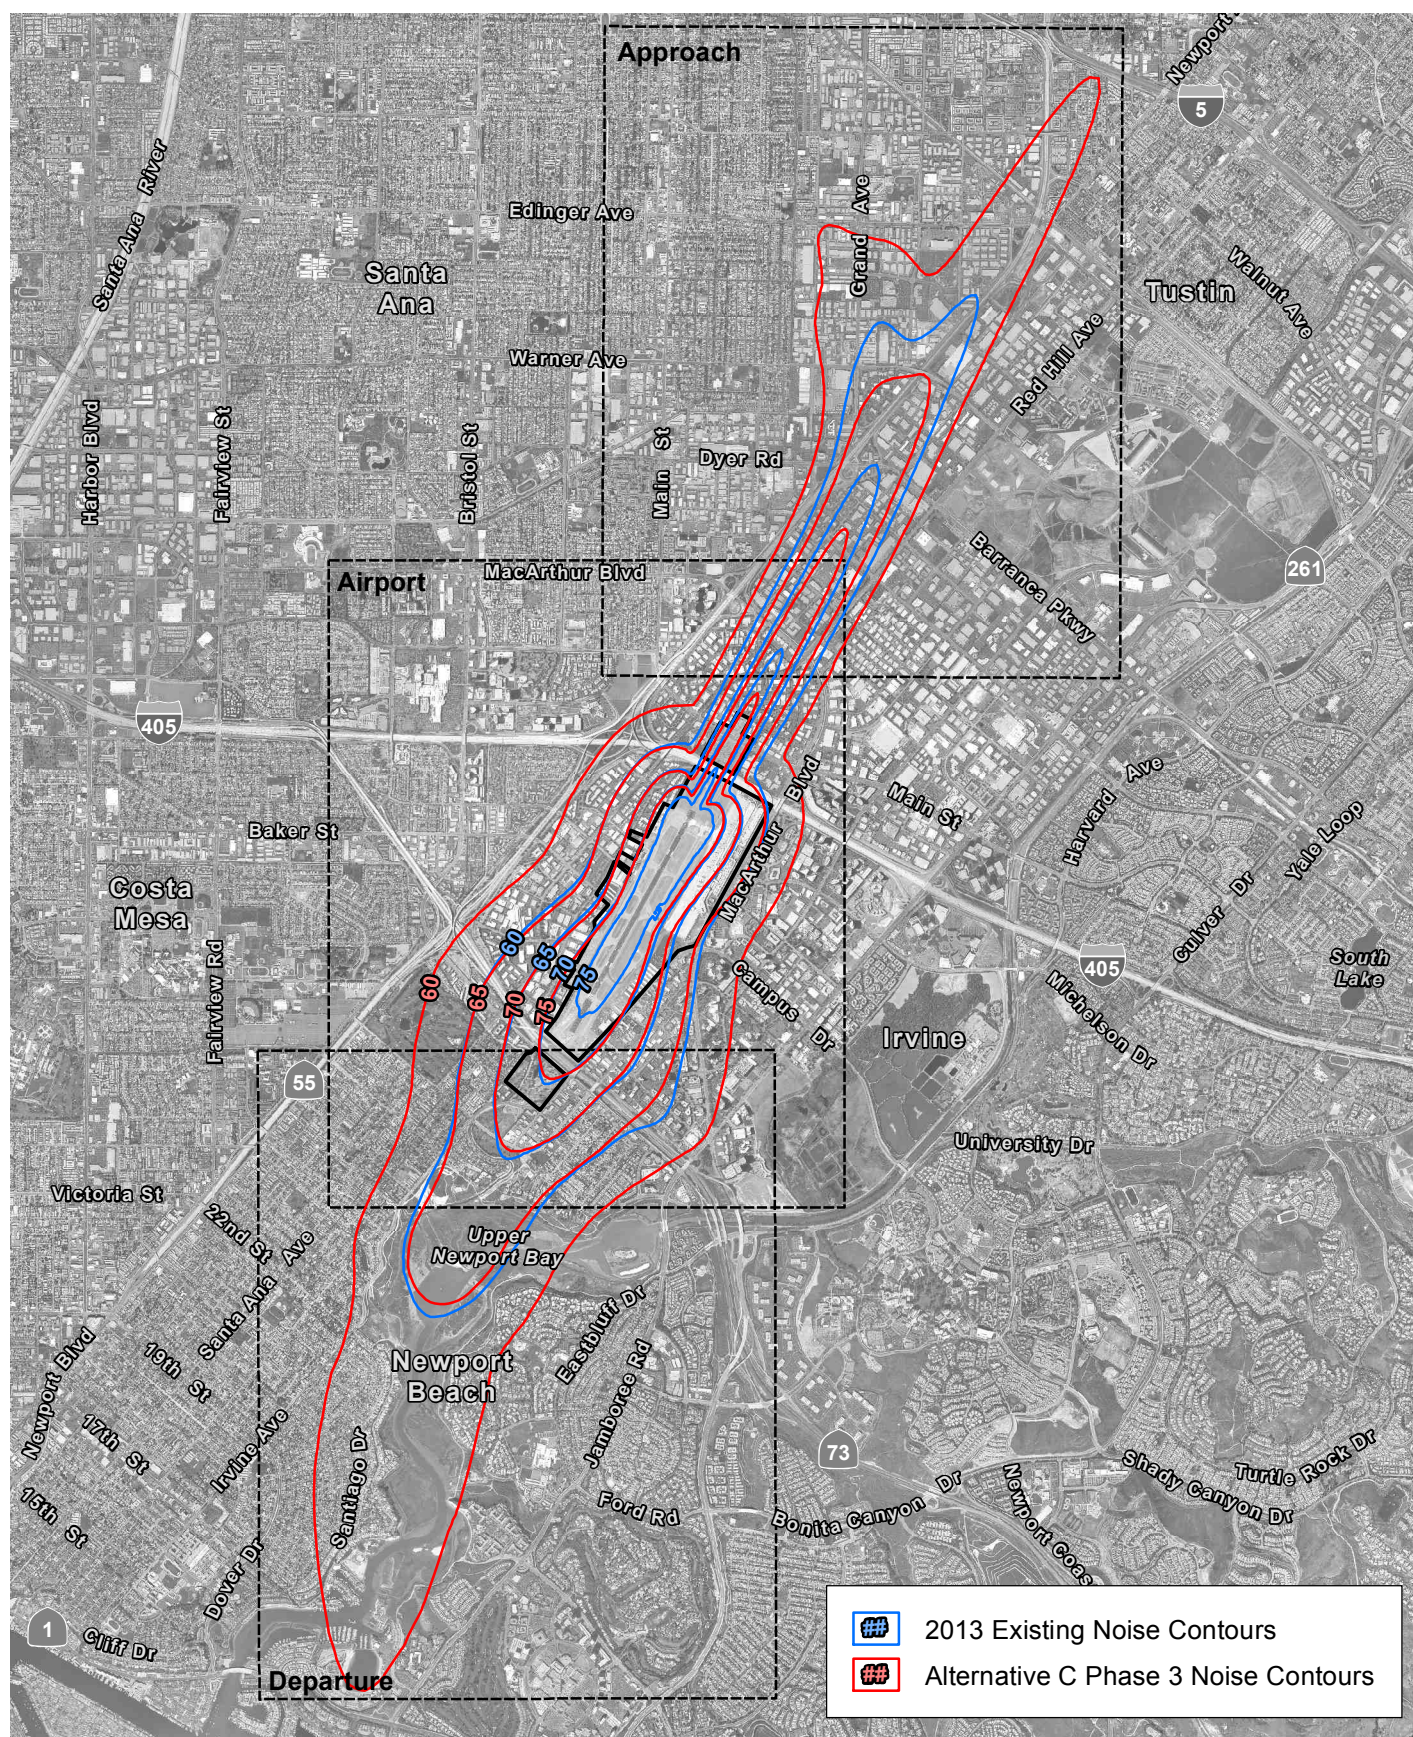 Approach
Newport
5
Santa Ana River
Edinger Ave
Grand Ave
Santa
Ana
Tustin
Walnut Ave
Warner Ave
Red Hill Ave
Harbor Blvd
Fairview St
Bristol St
Main St
Dyer Rd
Barranca Pkwy
261
Airport
MacArthur Blvd
405
Main St
Harvard Ave
Yale Loop
Baker St
MacArthur Blvd
Costa
Mesa
Culver Dr
Fairview Rd
60
65
70
75
60
65
70
75
Campus Dr
405
South
Lake
Michelson Dr
Irvine
55
University Dr
Victoria St
22nd St
Santa Ana Ave
Upper
Newport Bay
Eastbluff Dr
Newport Blvd
19th St
Newport
Beach
Jamboree Rd
17th St
Irvine Ave
Santiago Dr
73
Turtle Rock Dr
Shady Canyon Dr
15th St
Ford Rd
Bonita Canyon Dr
Newport Coas
Dover Dr
1
Cliff Dr
Departure
## 2013 Existing Noise Contours
## Alternative C Phase 3 Noise Contours